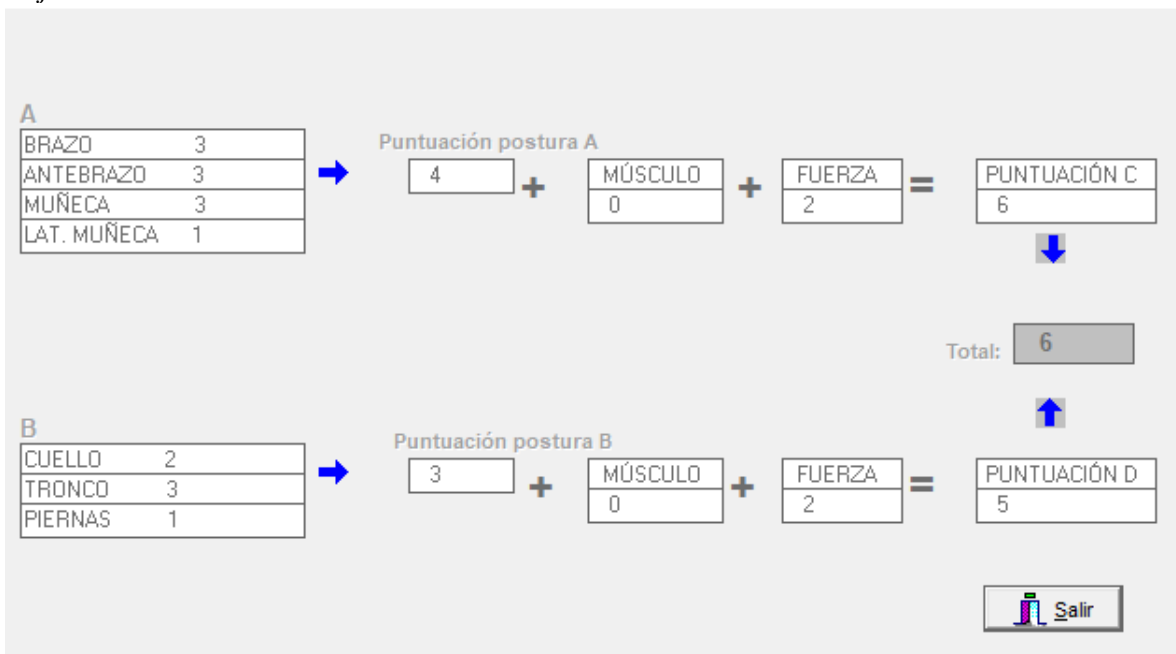 A
BRAZO 3
ANTEBRAZO 3
MUÑECA 3
LAT. MUÑECA 1
Puntuación postura A
4
+
MÚSCULO
0
+
FUERZA
2
=
PUNTUACIÓN C
6
Total: 6
B
CUELLO 2
TRONCO 3
PIERNAS 1
Puntuación postura B
3
+
MÚSCULO
0
+
FUERZA
2
=
PUNTUACIÓN D
5
Salir